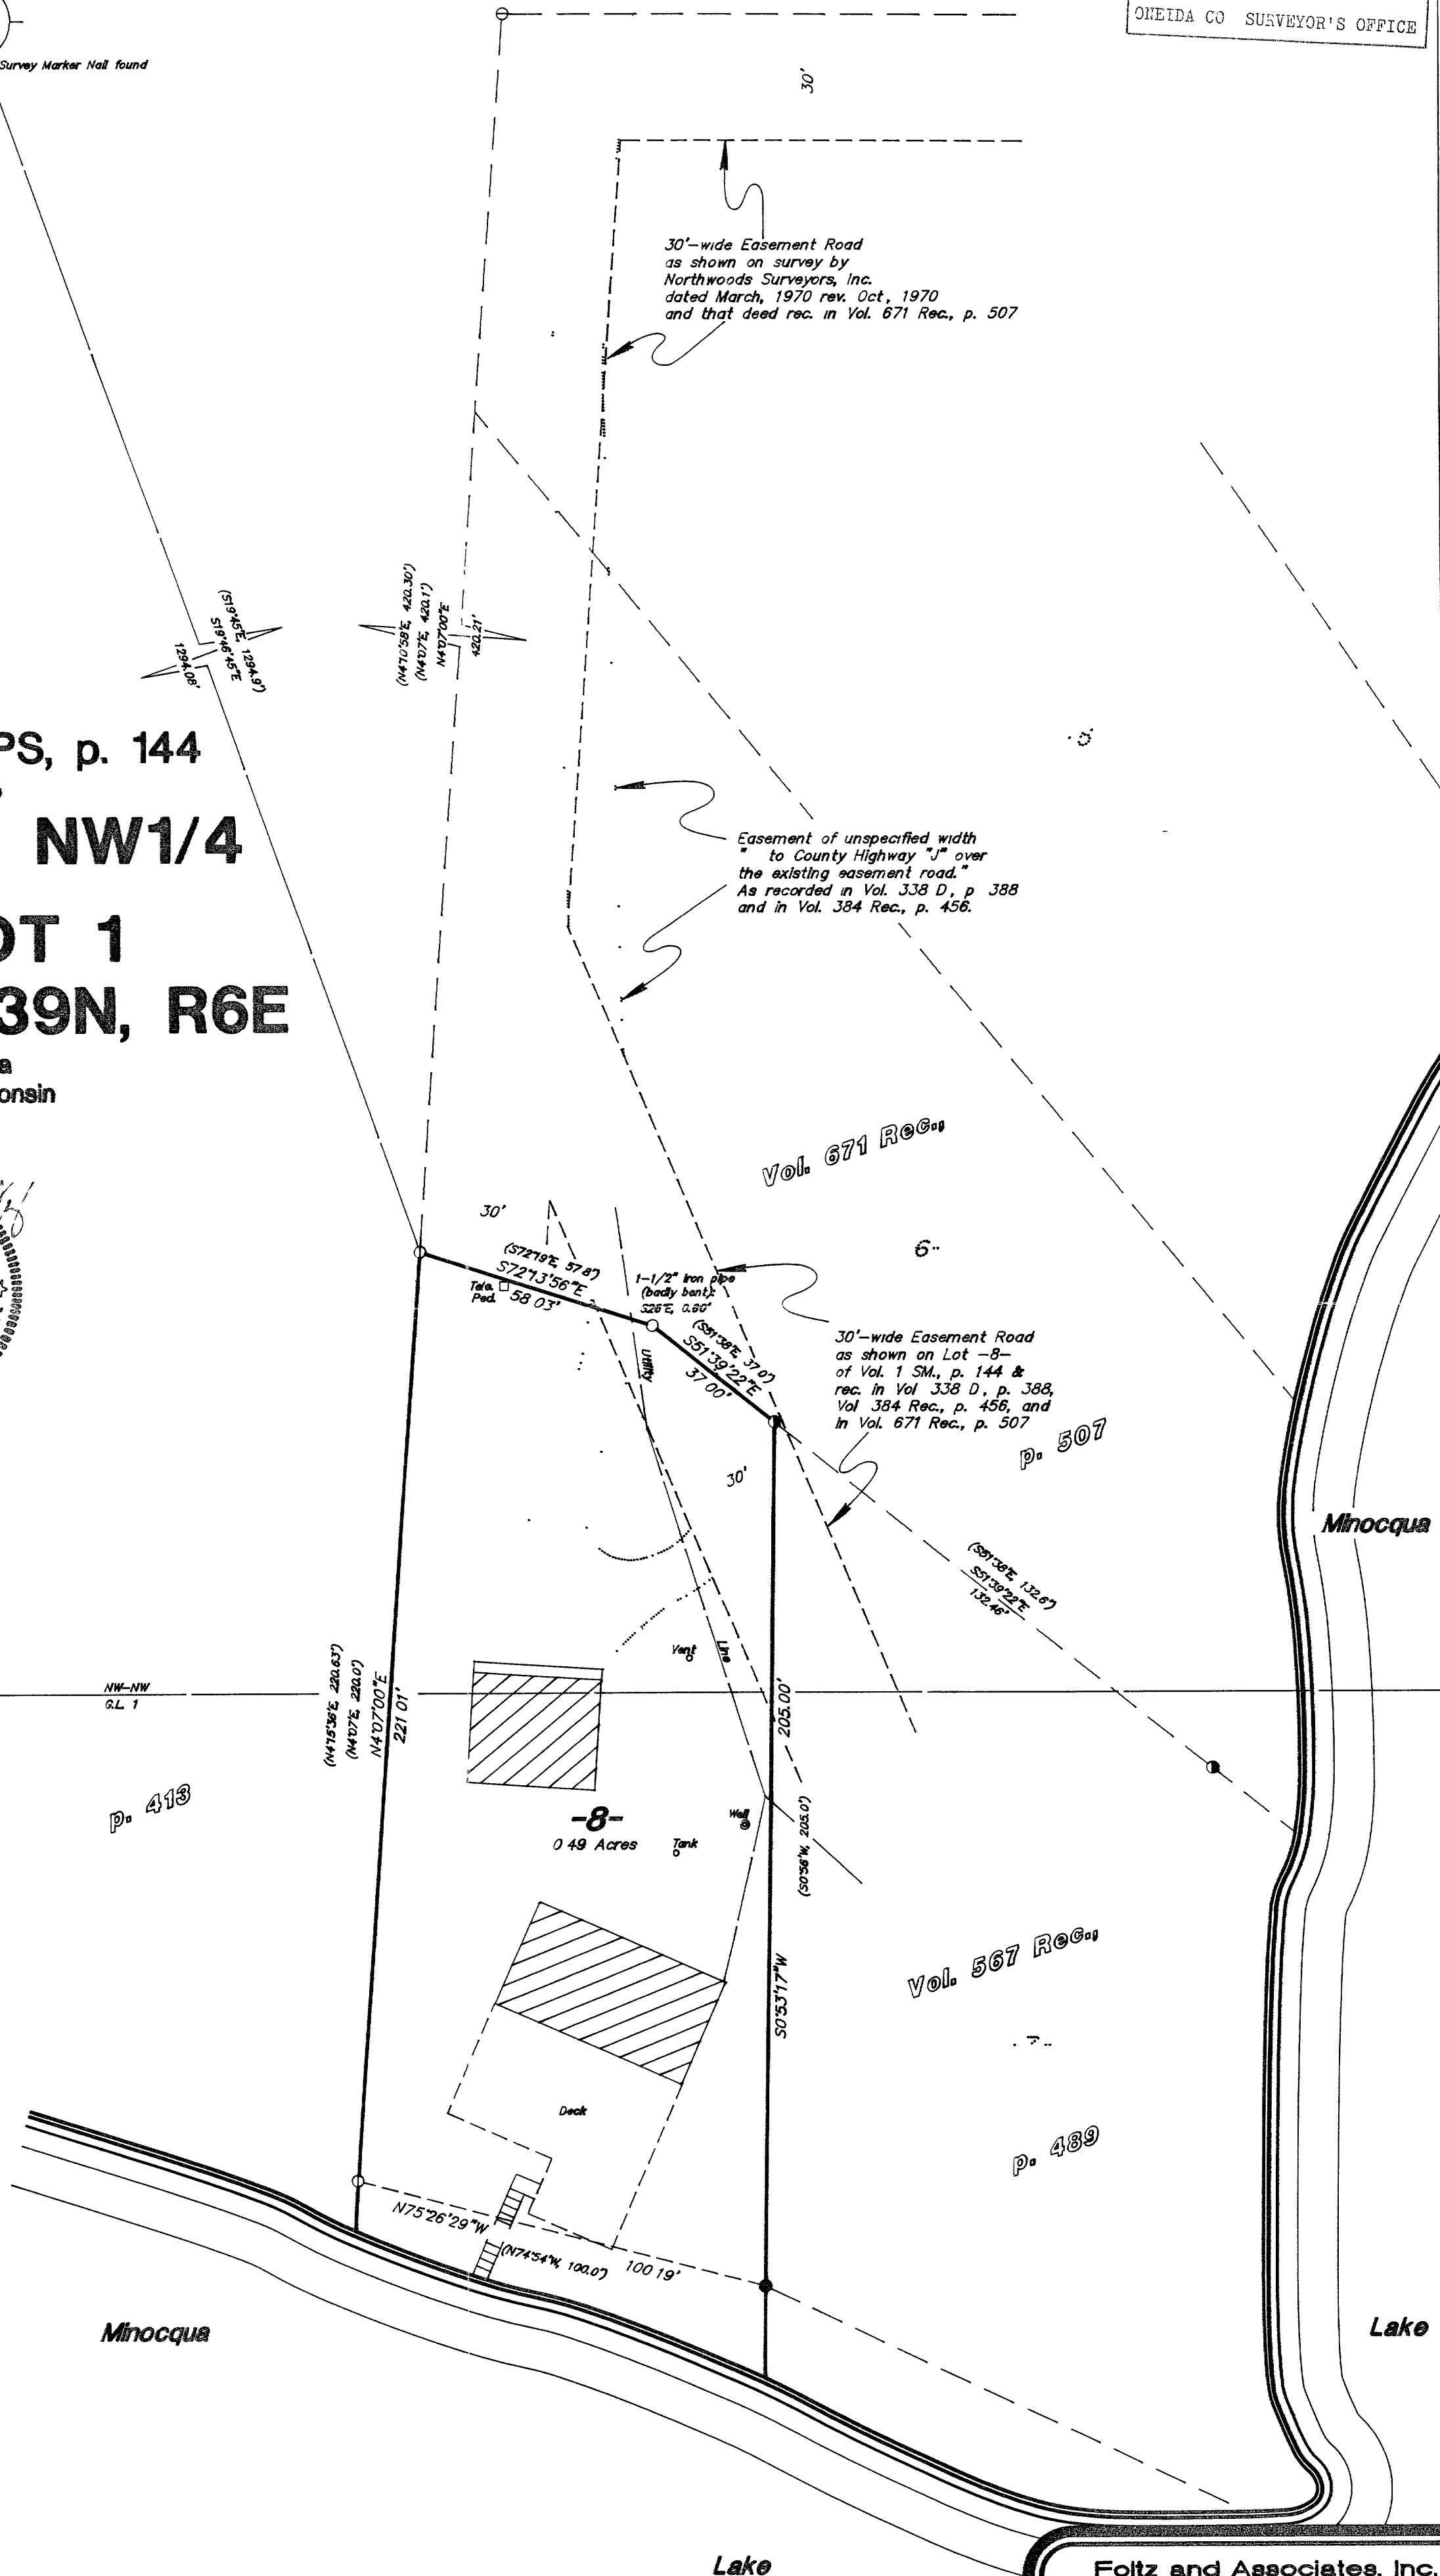 ONEIDA CO SURVEYOR'S OFFICE
Survey Marker Nail found
30'
30'-wide Easement Road
as shown on survey by
Northwoods Surveyors, Inc.
dated March, 1970 rev. Oct, 1970
and that deed rec. in Vol. 671 Rec., p. 507
(S19°45'E, 1294.9')
S19°46'45"E
1294.08'
(N4°10'58"E, 420.30')
(N4°07'E, 420.1')
N4°07'00"E
420.21'
PS, p. 144
NW1/4
OT 1
39N, R6E
a
onsin
Easement of unspecified width
" to County Highway "J" over
the existing easement road."
As recorded in Vol. 338 D, p 388
and in Vol. 384 Rec., p. 456.
Vol. 671 Rec.,
6
p. 507
30'
(S72°19'E, 57.8')
S72°13'56"E
58 03'
Tele.
Ped.
1-1/2" Iron pipe
(badly bent):
S26°E, 0.60'
(S51°38'E, 37.0')
S51°39'22"E
37 00'
Utility
Line
30'-wide Easement Road
as shown on Lot -8-
of Vol. 1 SM., p. 144 &
rec. in Vol 338 D, p. 388,
Vol 384 Rec., p. 456, and
in Vol. 671 Rec., p. 507
30'
Minocqua
(S51°38'E, 132.6')
S51°39'22"E
132.46'
Vent
NW-NW
G.L. 1
(N4°15'36"E, 220.63')
(N4°07'E, 220.0')
N4°07'00"E
221 01'
205.00'
(S0°56'W, 205.0')
S0°53'17"W
p. 413
-8-
0 49 Acres
Well
Tank
Vol. 567 Rec.,
7
p. 489
Deck
N75°26'29"W
(N74°54'W, 100.0')
100 19'
Minocqua
Lake
Lake
Foltz and Associates, Inc.